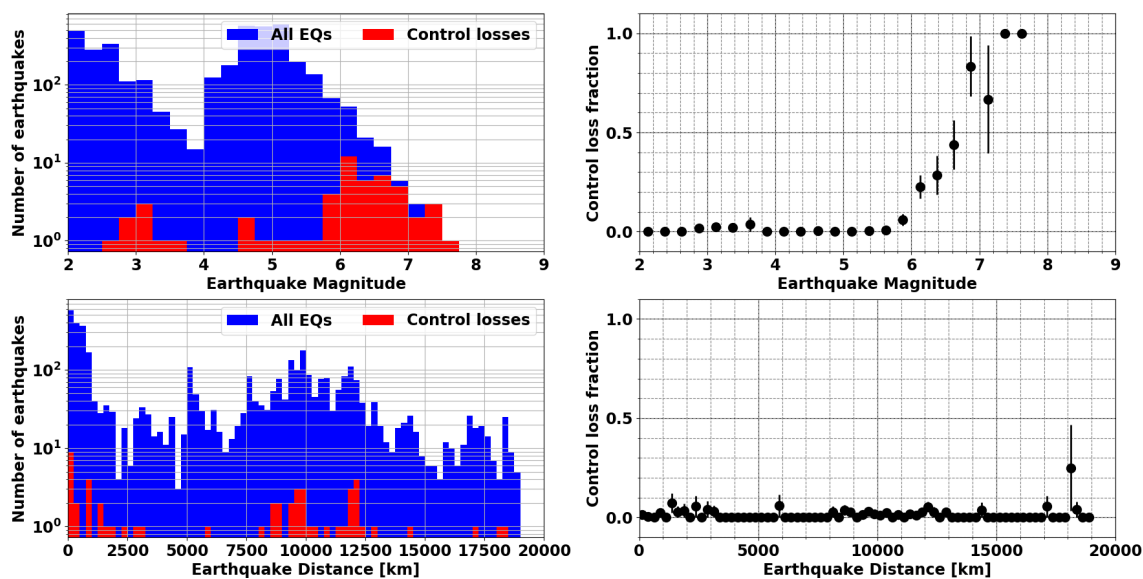 All EQs Control losses
Number of earthquakes
10²
10¹
10⁰
2 3 4 5 6 7 8 9
Earthquake Magnitude
Control loss fraction
1.0
0.5
0.0
2 3 4 5 6 7 8 9
Earthquake Magnitude
All EQs Control losses
Number of earthquakes
10²
10¹
10⁰
0 2500 5000 7500 10000 12500 15000 17500 20000
Earthquake Distance [km]
Control loss fraction
1.0
0.5
0.0
0 5000 10000 15000 20000
Earthquake Distance [km]